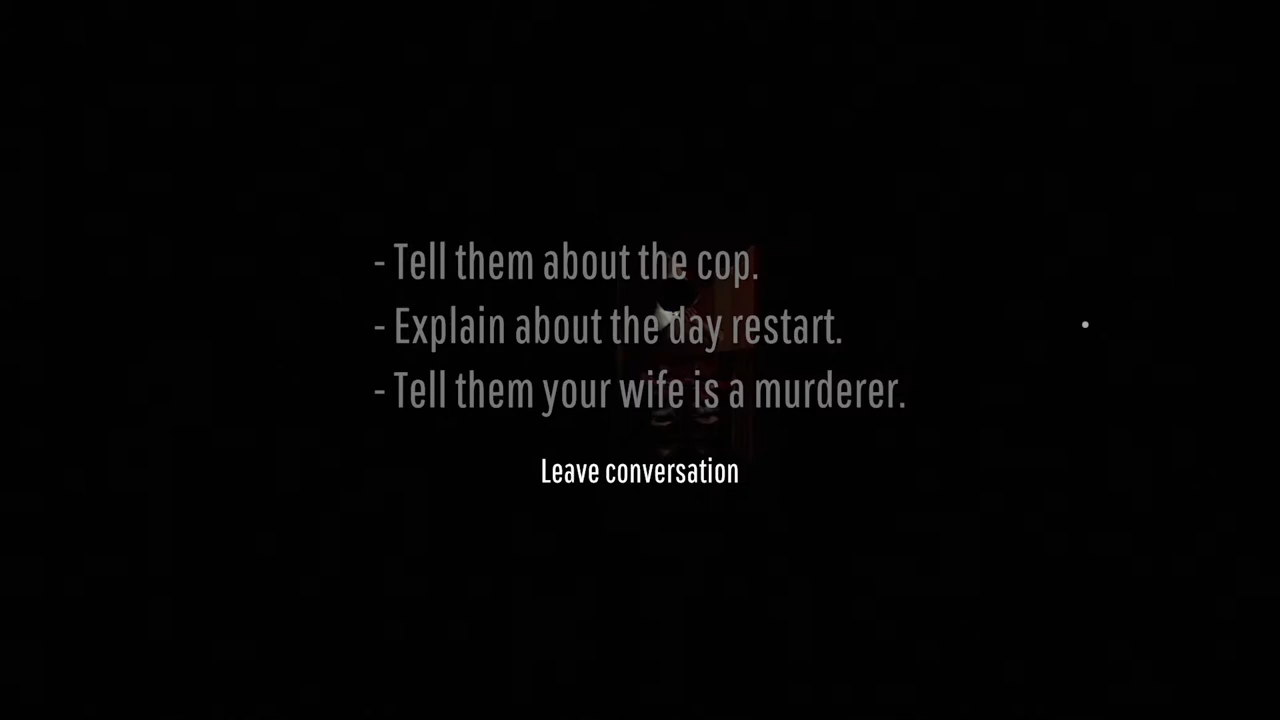 - Tell them about the cop.
- Explain about the day restart.
- Tell them your wife is a murderer.
Leave conversation